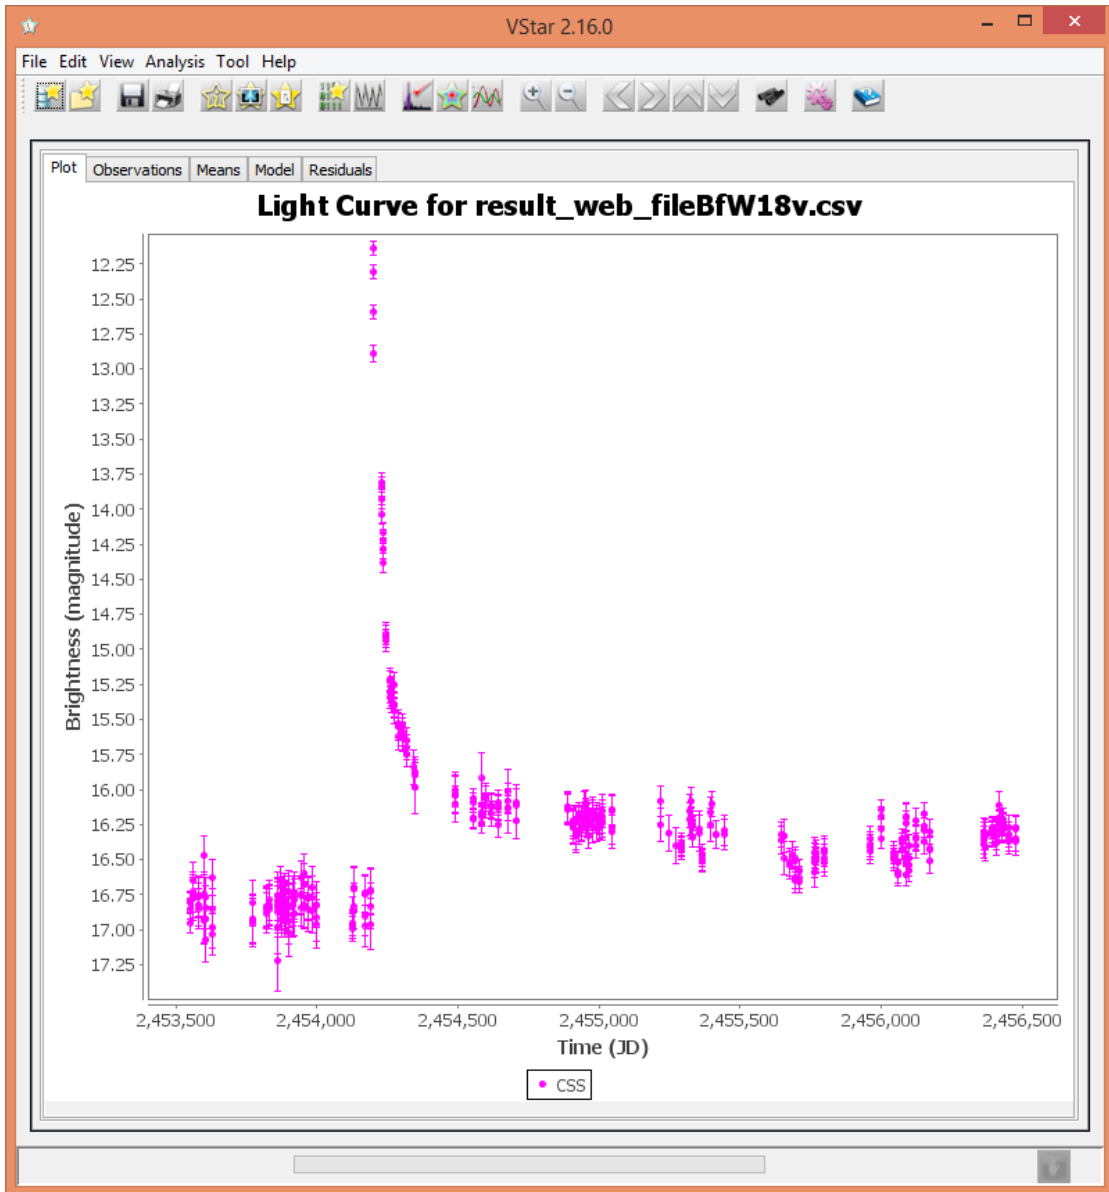 VStar 2.16.0
File Edit View Analysis Tool Help
Plot Observations Means Model Residuals
Light Curve for result_web_fileBfW18v.csv
Brightness (magnitude)
12.25
12.50
12.75
13.00
13.25
13.50
13.75
14.00
14.25
14.50
14.75
15.00
15.25
15.50
15.75
16.00
16.25
16.50
16.75
17.00
17.25
2,453,500 2,454,000 2,454,500 2,455,000 2,455,500 2,456,000 2,456,500
Time (JD)
CSS